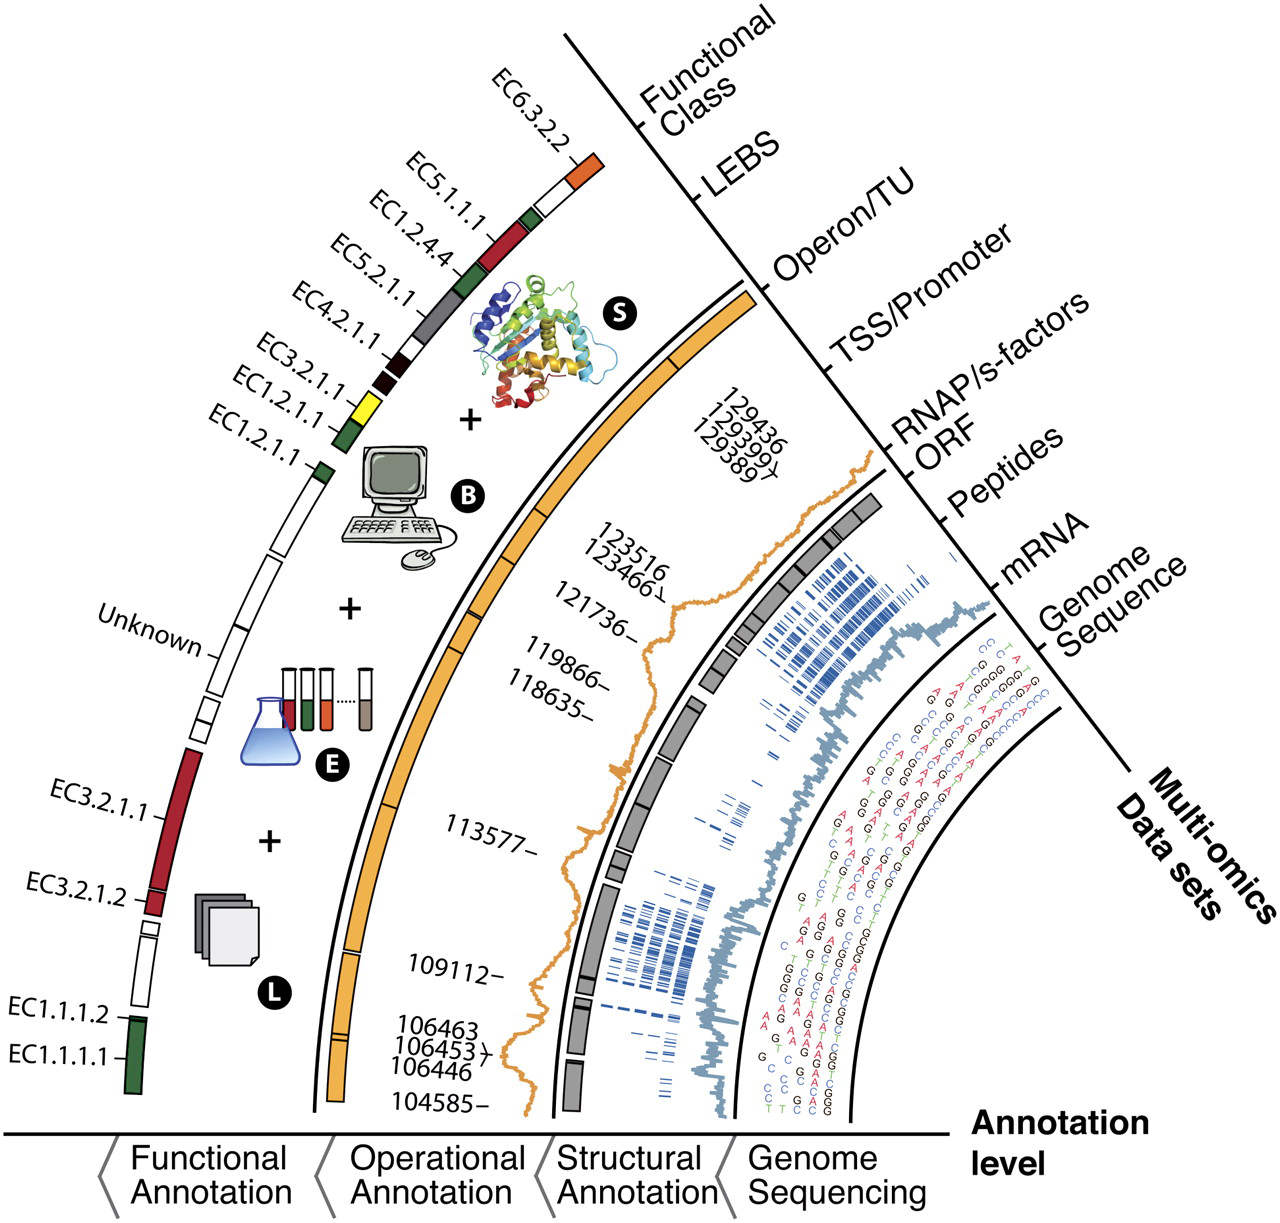 Functional
Class
LEBS
Operon/TU
TSS/Promoter
RNAP/s-factors
ORF
Peptides
mRNA
Genome
Sequence
Multi-omics
Data sets
EC6.3.2.2
EC5.1.1.1
EC1.2.4.4
EC5.2.1.1
EC4.2.1.1
EC3.2.1.1
EC1.2.1.1
EC1.2.1.1
Unknown
EC3.2.1.1
EC3.2.1.2
EC1.1.1.2
EC1.1.1.1
S
+
B
+
E
+
L
129436
129399
129389
123516
123466
121736
119866
118635
113577
109112
106463
106453
106446
104585
Annotation
level
Functional
Annotation
Operational
Annotation
Structural
Annotation
Genome
Sequencing